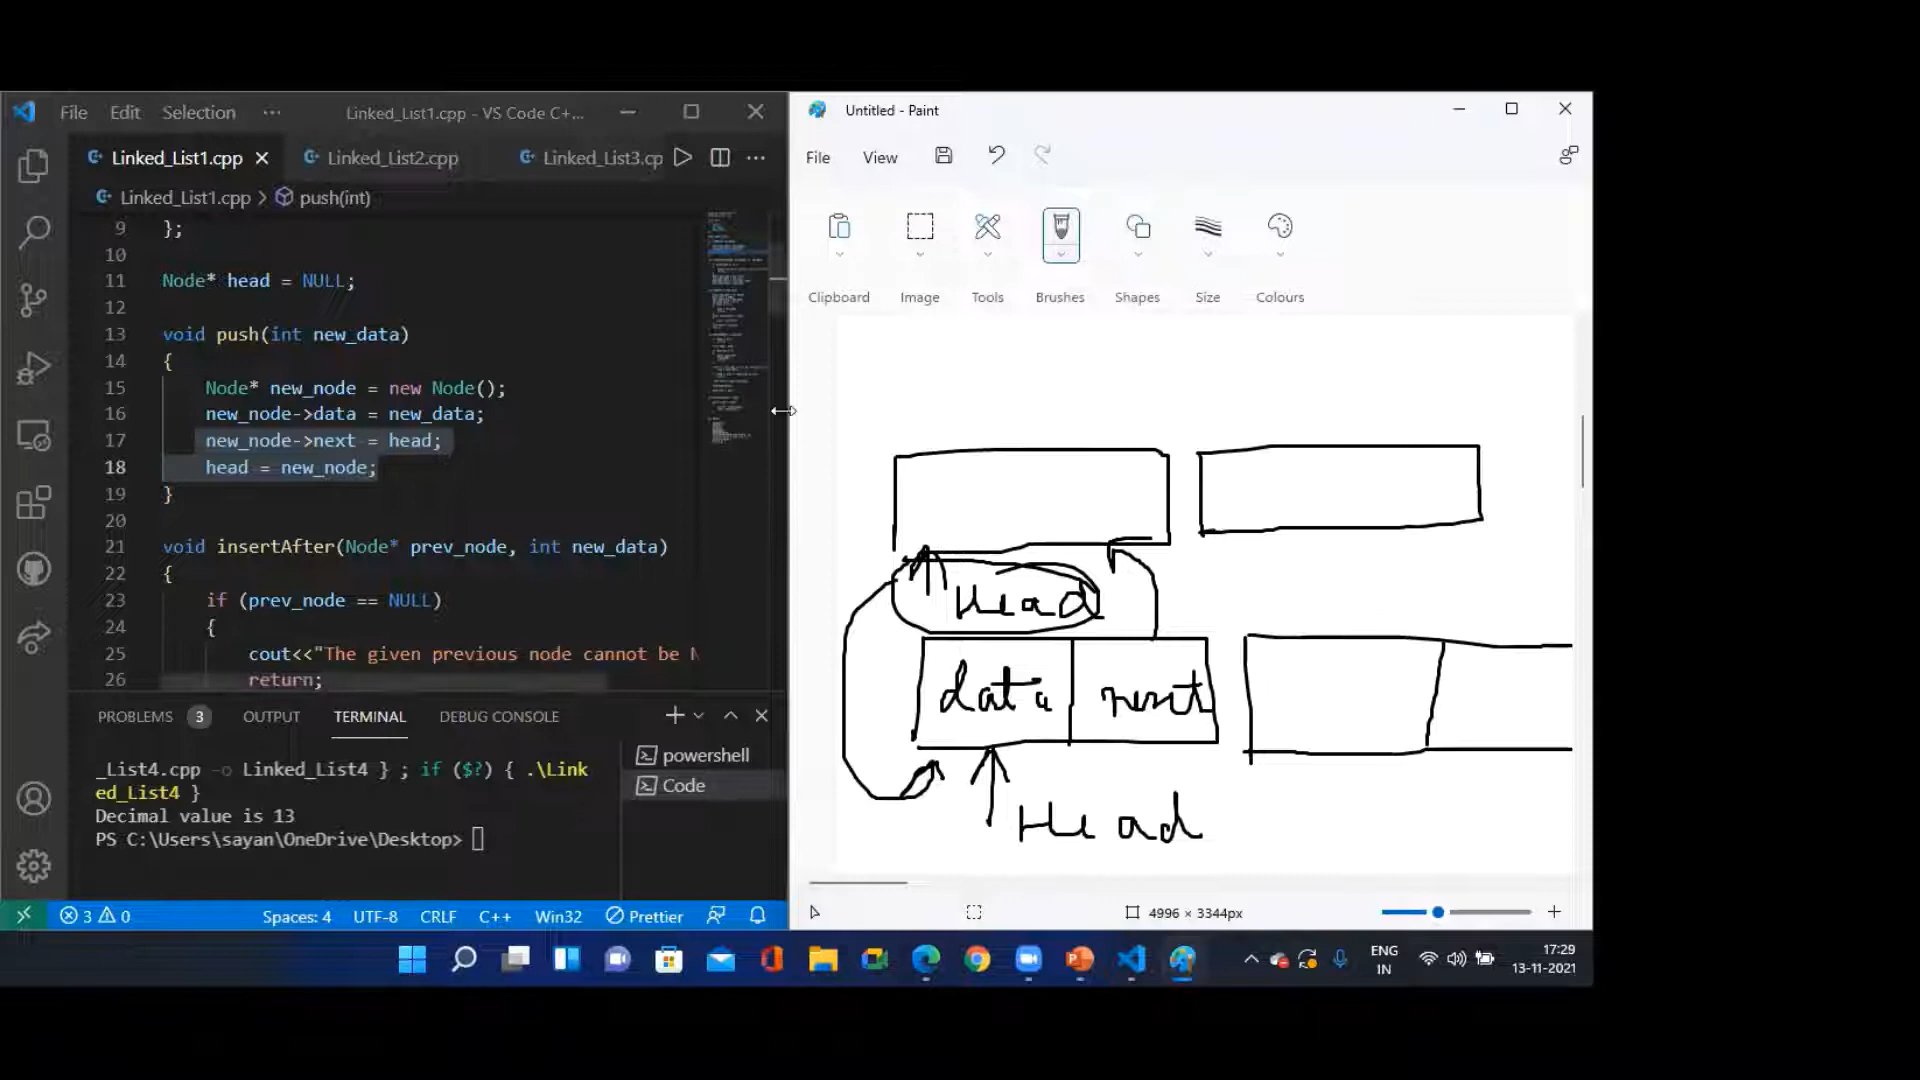 File Edit Selection ··· Linked_List1.cpp - VS Code C+...
Linked_List1.cpp Linked_List2.cpp Linked_List3.cp
Linked_List1.cpp > push(int)
9 };
10
11 Node* head = NULL;
12
13 void push(int new_data)
14 {
15 Node* new_node = new Node();
16 new_node->data = new_data;
17 new_node->next = head;
18 head = new_node;
19 }
20
21 void insertAfter(Node* prev_node, int new_data)
22 {
23 if (prev_node == NULL)
24 {
25 cout<<"The given previous node cannot be N
26 return;
PROBLEMS 3 OUTPUT TERMINAL DEBUG CONSOLE
_List4.cpp -o Linked_List4 } ; if ($?) { .\Link
ed_List4 }
Decimal value is 13
PS C:\Users\sayan\OneDrive\Desktop>
powershell
Code
3 0 Spaces: 4 UTF-8 CRLF C++ Win32 Prettier
Untitled - Paint
File View
Clipboard Image Tools Brushes Shapes Size Colours
Head
data next
Head
4996 × 3344px
ENG
IN
17:29
13-11-2021